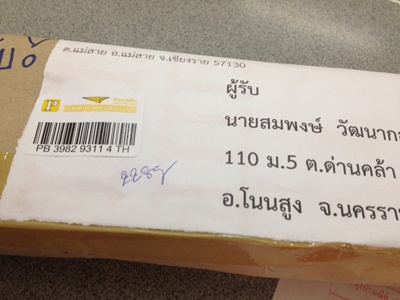 ต.แม่สาย อ.แม่สาย จ.เชียงราย 57130
ผู้รับ
นายสมพงษ์ วัฒนาก
110 ม.5 ต.ด่านคล้า
อ.โนนสูง จ.นครรา
P
PB 3982 9311 4 TH